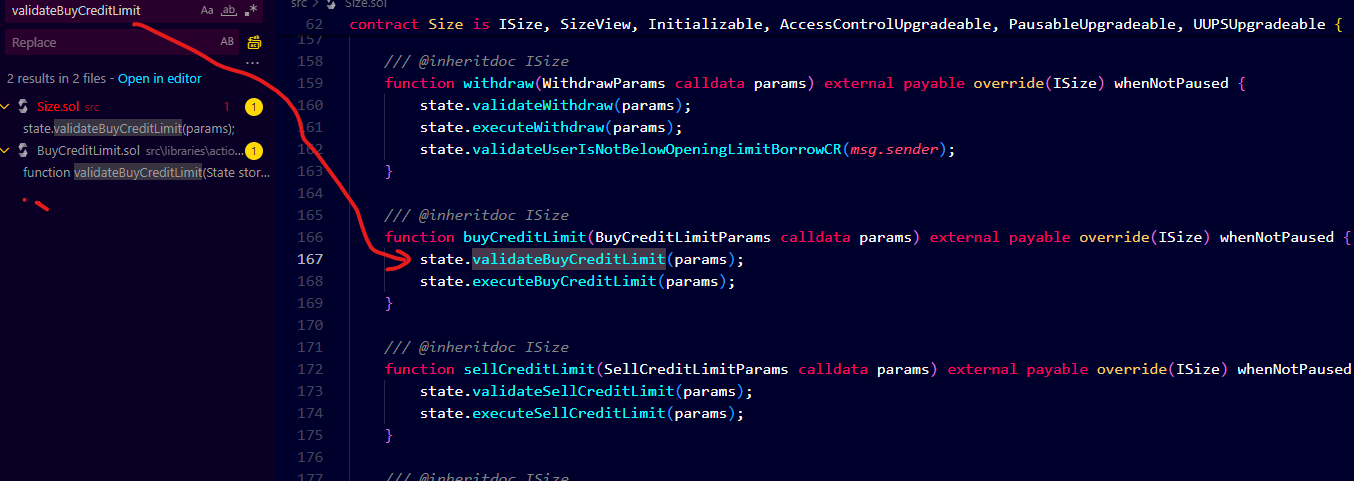 validateBuyCreditLimit
Aa ab .*
Replace
AB
2 results in 2 files - Open in editor
Size.sol src 1 1
state.validateBuyCreditLimit(params);
BuyCreditLimit.sol src\libraries\actio... 1
function validateBuyCreditLimit(State stor...
src > Size.sol
62 contract Size is ISize, SizeView, Initializable, AccessControlUpgradeable, PausableUpgradeable, UUPSUpgradeable {
157
158 /// @inheritdoc ISize
159 function withdraw(WithdrawParams calldata params) external payable override(ISize) whenNotPaused {
160 state.validateWithdraw(params);
161 state.executeWithdraw(params);
162 state.validateUserIsNotBelowOpeningLimitBorrowCR(msg.sender);
163 }
164
165 /// @inheritdoc ISize
166 function buyCreditLimit(BuyCreditLimitParams calldata params) external payable override(ISize) whenNotPaused {
167 state.validateBuyCreditLimit(params);
168 state.executeBuyCreditLimit(params);
169 }
170
171 /// @inheritdoc ISize
172 function sellCreditLimit(SellCreditLimitParams calldata params) external payable override(ISize) whenNotPaused
173 state.validateSellCreditLimit(params);
174 state.executeSellCreditLimit(params);
175 }
176
177 /// @inheritdoc ISize